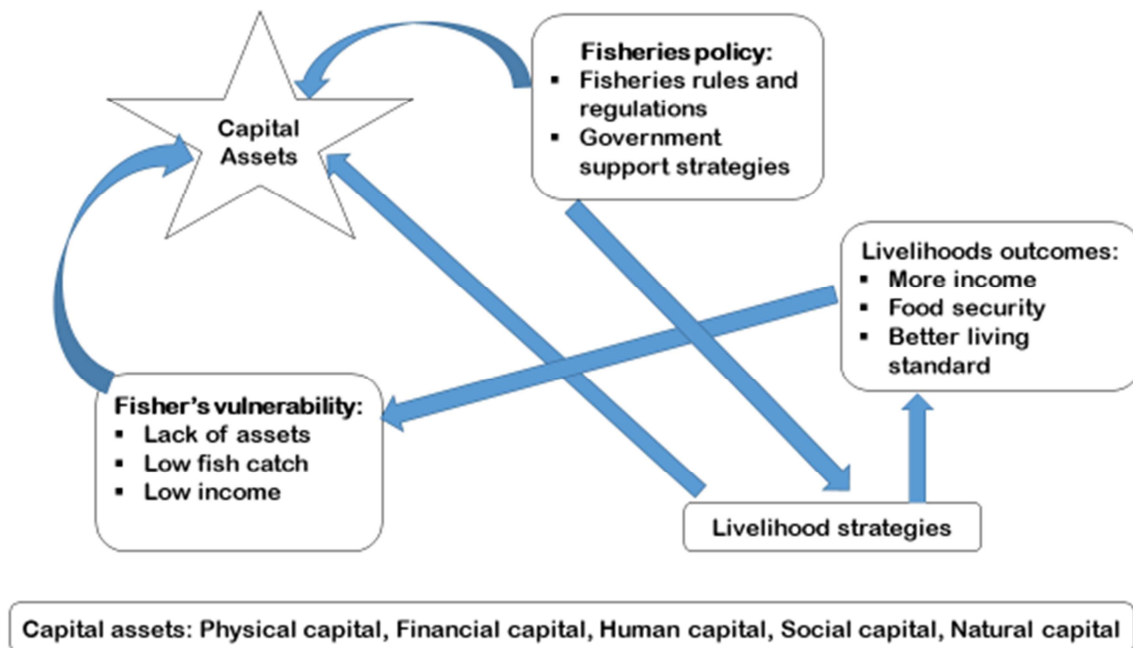 Capital
Assets
Fisheries policy:
▪ Fisheries rules and
regulations
▪ Government
support strategies
Livelihoods outcomes:
▪ More income
▪ Food security
▪ Better living
standard
Fisher's vulnerability:
▪ Lack of assets
▪ Low fish catch
▪ Low income
Livelihood strategies
Capital assets: Physical capital, Financial capital, Human capital, Social capital, Natural capital